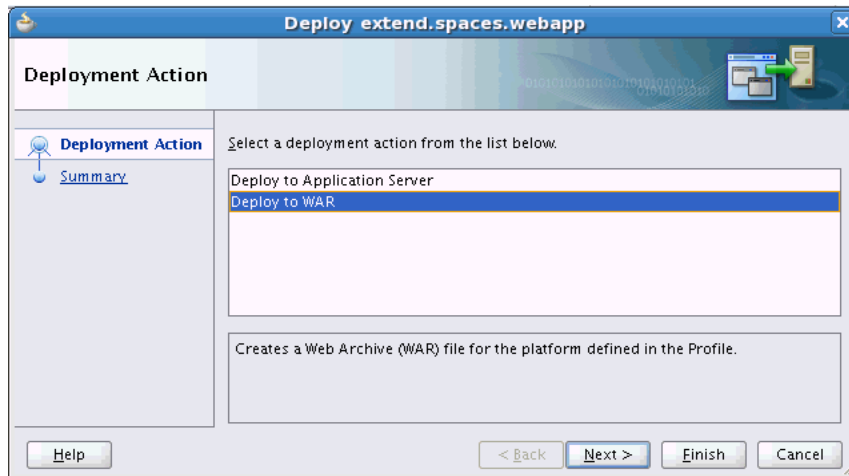 Deploy extend.spaces.webapp
Deployment Action
Deployment Action
Summary
Select a deployment action from the list below.
Deploy to Application Server
Deploy to WAR
Creates a Web Archive (WAR) file for the platform defined in the Profile.
Help
< Back
Next >
Finish
Cancel